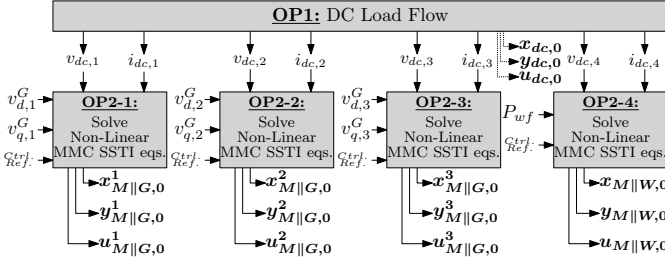 OP1: DC Load Flow
v_{dc,1} i_{dc,1} v_{dc,2} i_{dc,2} v_{dc,3} i_{dc,3} x_{dc,0} v_{dc,4} i_{dc,4}
y_{dc,0}
u_{dc,0}
v^G_{d,1} OP2-1: v^G_{d,2} OP2-2: v^G_{d,3} OP2-3: P_{wf} OP2-4:
v^G_{q,1} Solve v^G_{q,2} Solve v^G_{q,3} Solve Solve
Non-Linear Non-Linear Non-Linear Non-Linear
Ctrl. Ref. MMC SSTI eqs. Ctrl. Ref. MMC SSTI eqs. Ctrl. Ref. MMC SSTI eqs. Ctrl. Ref. MMC SSTI eqs.
x^1_{M∥G,0} x^2_{M∥G,0} x^3_{M∥G,0} x_{M∥W,0}
y^1_{M∥G,0} y^2_{M∥G,0} y^3_{M∥G,0} y_{M∥W,0}
u^1_{M∥G,0} u^2_{M∥G,0} u^3_{M∥G,0} u_{M∥W,0}